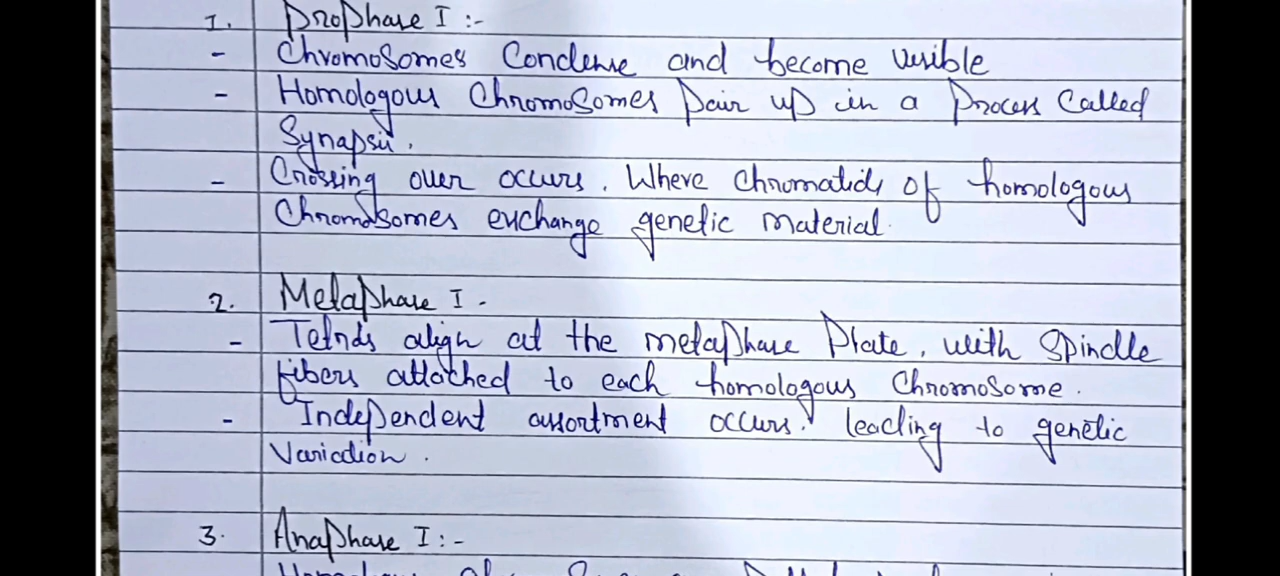 1. Prophase I :-
- Chromosomes Condense and become visible
- Homologous Chromosomes pair up in a Process Called
Synapsis.
- Crossing over occurs. Where Chromatids of homologous
Chromosomes exchange genetic material.
2. Metaphase I -
- Tetrds align at the metaphase Plate, with Spindle
fibers attached to each homologous Chromosome.
- Independent assortment occurs. leading to genetic
Variation.
3. Anaphase I :-